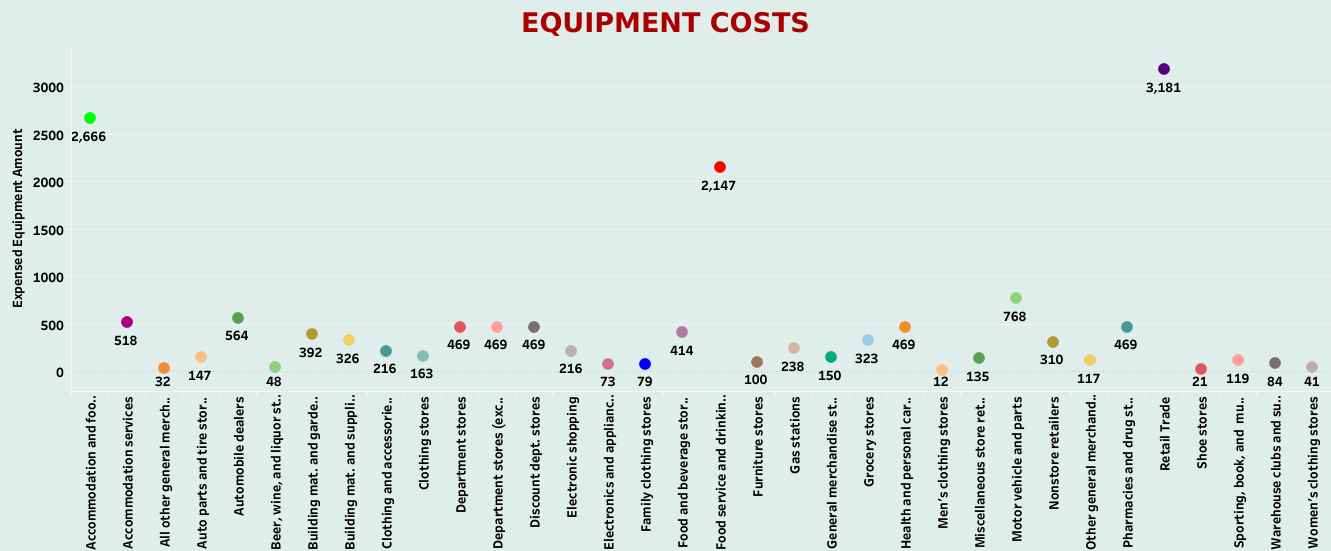 EQUIPMENT COSTS
Expensed Equipment Amount
3000
2500
2000
1500
1000
500
0
2,666
518
32
147
564
48
392
326
216
163
469
469
469
216
73
79
414
2,147
100
238
150
323
469
12
135
768
310
117
469
3,181
21
119
84
41
Accommodation and foo..
Accommodation services
All other general merch..
Auto parts and tire stor..
Automobile dealers
Beer, wine, and liquor st..
Building mat. and garde..
Building mat. and suppli..
Clothing and accessorie..
Clothing stores
Department stores
Department stores (exc..
Discount dept. stores
Electronic shopping
Electronics and applianc..
Family clothing stores
Food and beverage stor..
Food service and drinkin..
Furniture stores
Gas stations
General merchandise st..
Grocery stores
Health and personal car..
Men’s clothing stores
Miscellaneous store ret..
Motor vehicle and parts
Nonstore retailers
Other general merchand..
Pharmacies and drug st..
Retail Trade
Shoe stores
Sporting, book, and mu..
Warehouse clubs and su..
Women’s clothing stores